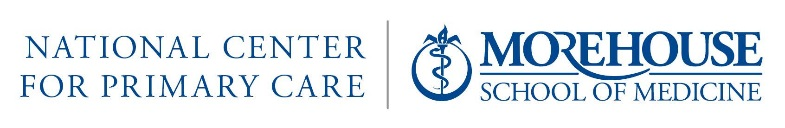 NATIONAL CENTER
FOR PRIMARY CARE
MOREHOUSE
SCHOOL OF MEDICINE